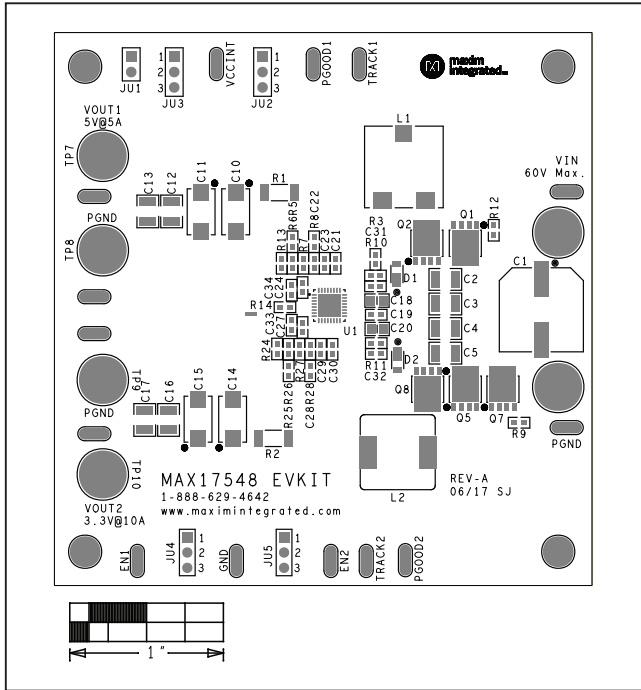 1
2
3
JU1
JU3
VCCINT
1
2
3
JU2
PGOOD1
TRACK1
maxim
integrated™
VOUT1
5V@5A
TP7
C13
C12
C11
C10
R1
L1
VIN
60V Max.
PGND
TP8
R13
R6
R5
R7
R8
C22
C23
C21
R3
C31
R10
Q2
Q1
R12
C1
C34
C24
R14
C33
C27
U1
D1
C18
C19
C20
D2
C2
C3
C4
C5
R24
R27
C29
C30
R11
C32
TP9
PGND
C17
C16
C15
C14
R25
R26
C28
R28
R2
Q8
Q5
Q7
R9
PGND
TP10
MAX17548 EVKIT
1-888-629-4642
www.maximintegrated.com
L2
REV-A
06/17 SJ
VOUT2
3.3V@10A
EN1
JU4
1
2
3
GND
JU5
1
2
3
EN2
TRACK2
PGOOD2
1"